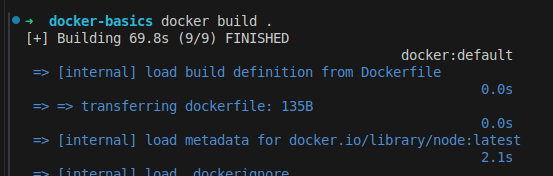 ➜ docker-basics docker build .
[+] Building 69.8s (9/9) FINISHED
docker:default
=> [internal] load build definition from Dockerfile
0.0s
=> => transferring dockerfile: 135B
0.0s
=> [internal] load metadata for docker.io/library/node:latest
2.1s
=> [internal] load .dockerignore